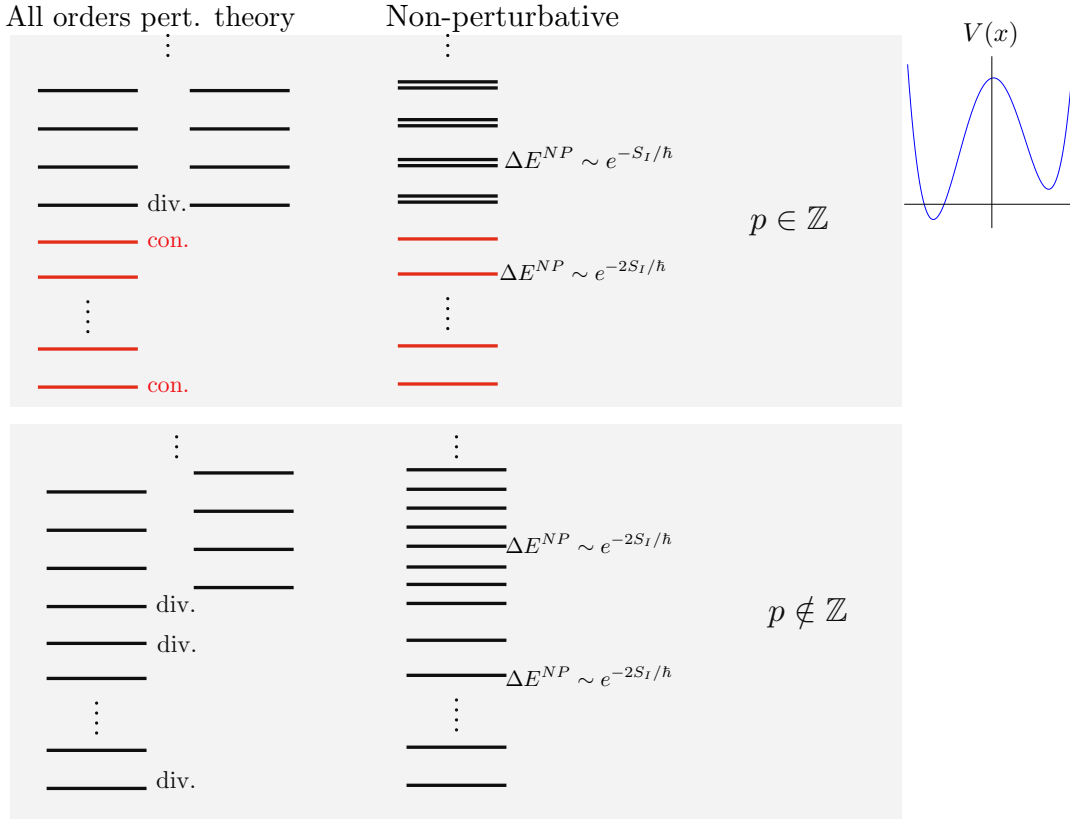 All orders pert. theory
Non-perturbative
V(x)
ΔE^{NP} ∼ e^{-S_I/ℏ}
div.
p ∈ ℤ
con.
ΔE^{NP} ∼ e^{-2S_I/ℏ}
con.
ΔE^{NP} ∼ e^{-2S_I/ℏ}
div.
p ∉ ℤ
div.
ΔE^{NP} ∼ e^{-2S_I/ℏ}
div.